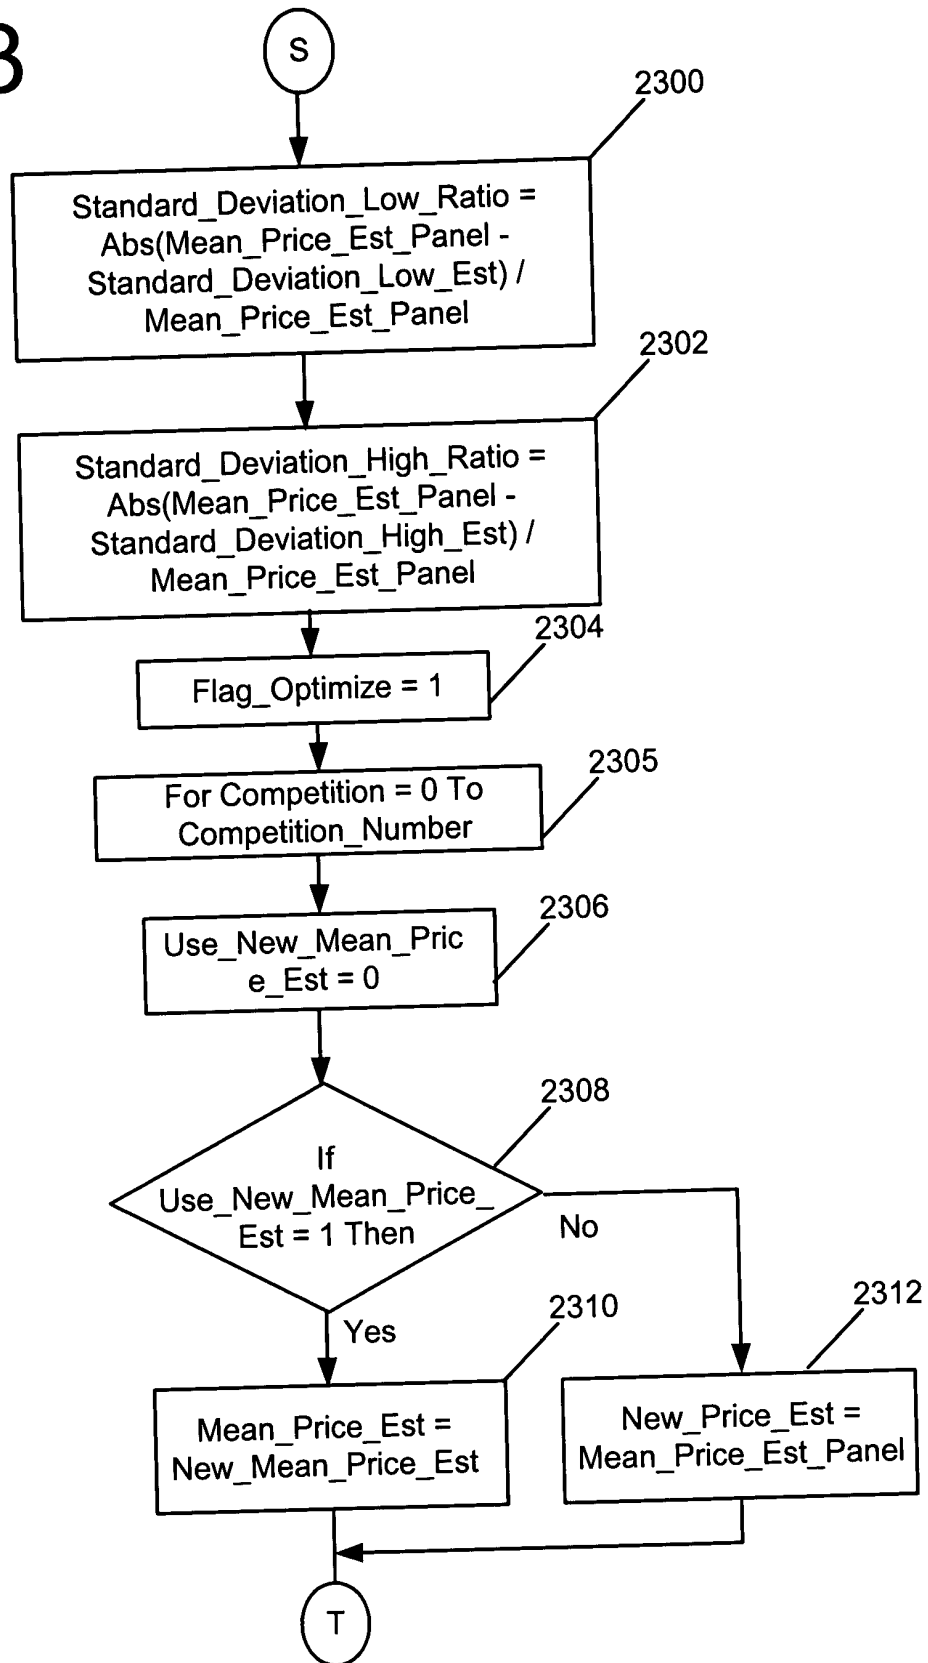 S
2300
Standard_Deviation_Low_Ratio =
Abs(Mean_Price_Est_Panel -
Standard_Deviation_Low_Est) /
Mean_Price_Est_Panel
2302
Standard_Deviation_High_Ratio =
Abs(Mean_Price_Est_Panel -
Standard_Deviation_High_Est) /
Mean_Price_Est_Panel
2304
Flag_Optimize = 1
2305
For Competition = 0 To
Competition_Number
2306
Use_New_Mean_Pric
e_Est = 0
2308
If
Use_New_Mean_Price_
Est = 1 Then
No
Yes
2310
2312
Mean_Price_Est =
New_Mean_Price_Est
New_Price_Est =
Mean_Price_Est_Panel
T